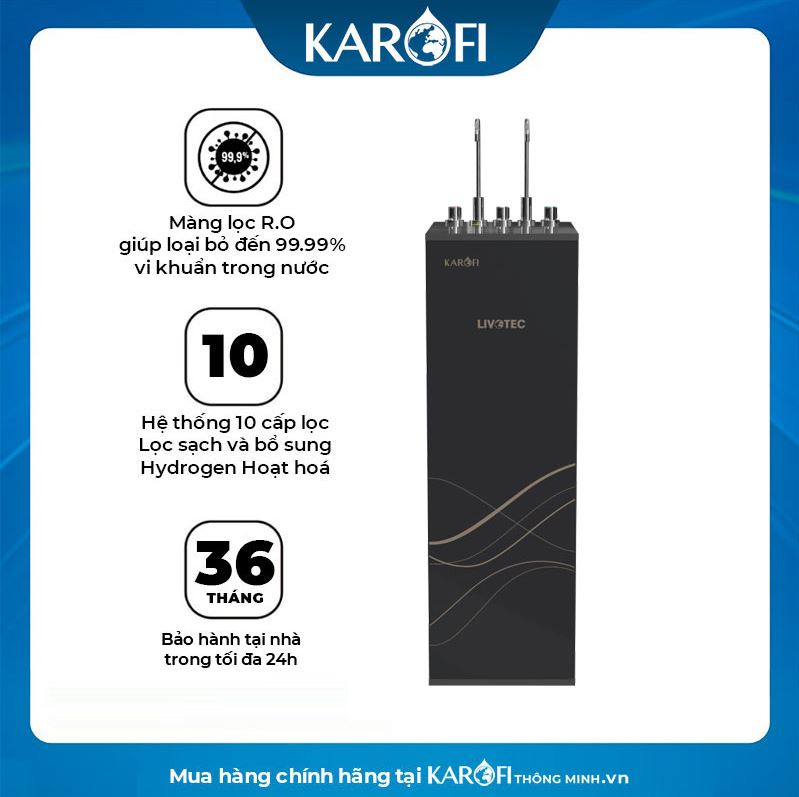 KAROFI
99,9%
Màng lọc R.O
giúp loại bỏ đến 99.99%
vi khuẩn trong nước
10
Hệ thống 10 cấp lọc
Lọc sạch và bổ sung
Hydrogen Hoạt hoá
36
THÁNG
Bảo hành tại nhà
trong tối đa 24h
KAROFI
LIVOTEC
Mua hàng chính hãng tại KAROFI THÔNG MINH.vn